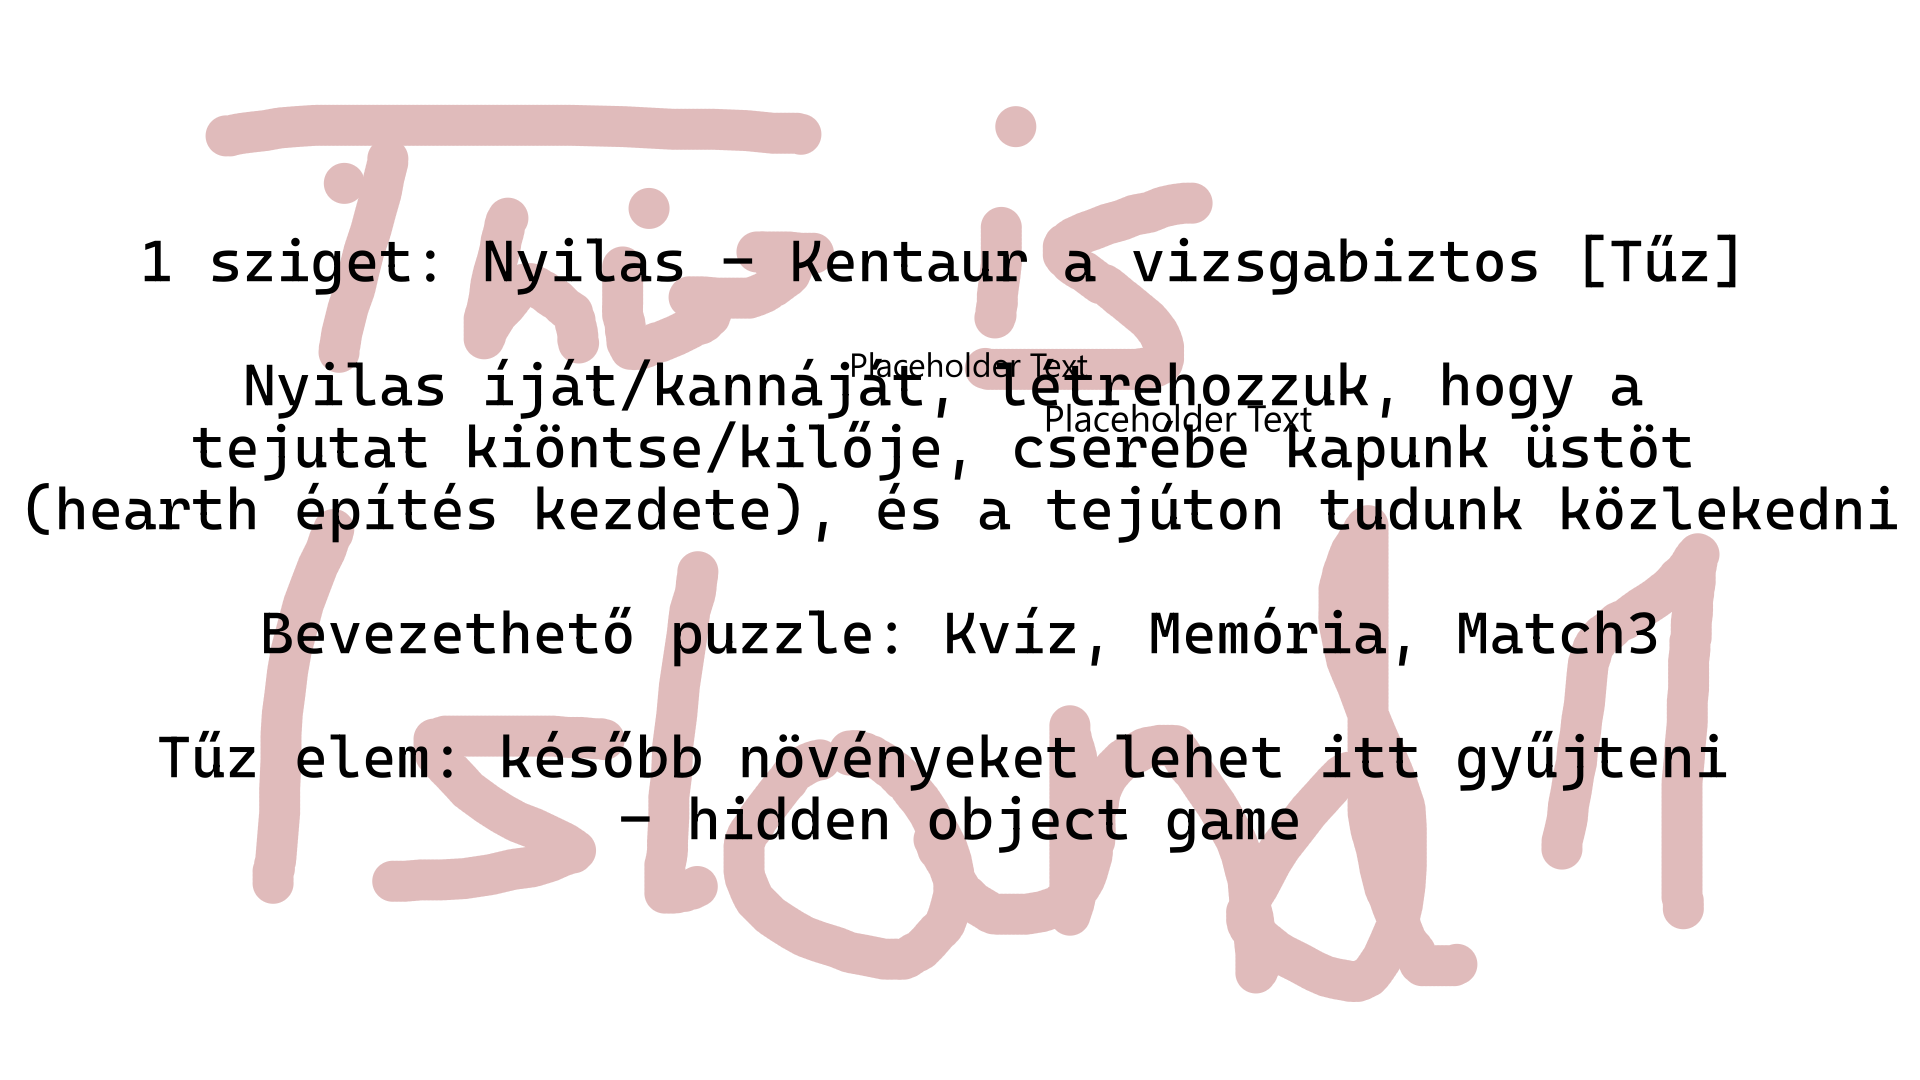 This is
1 sziget: Nyilas – Kentaur a vizsgabiztos [Tűz]
Placeholder Text
Nyilas íját/kannáját, létrehozzuk, hogy a
Placeholder Text
tejutat kiöntse/kilője, cserébe kapunk üstöt
(hearth építés kezdete), és a tejúton tudunk közlekedni
Island 1
Bevezethető puzzle: Kvíz, Memória, Match3
Tűz elem: később növényeket lehet itt gyűjteni
– hidden object game